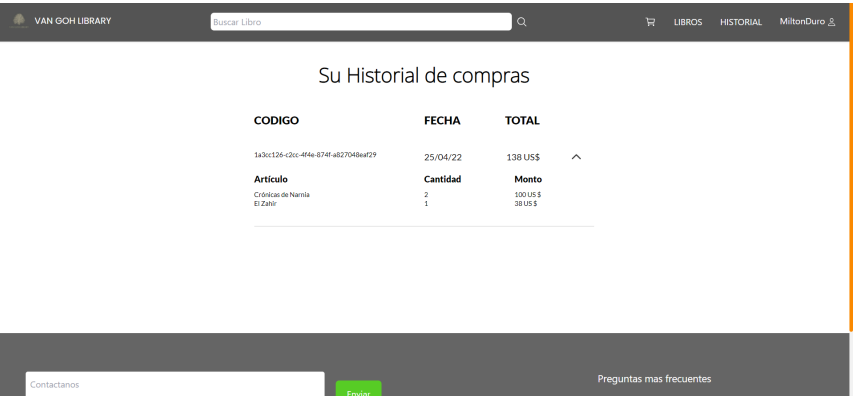 VAN GOH LIBRARY
Buscar Libro
LIBROS
HISTORIAL
MiltonDuro
Su Historial de compras
CODIGO FECHA TOTAL
1a3cc126-c2cc-4f4e-874f-a827048eaf29 25/04/22 138 US$
Artículo Cantidad Monto
Crónicas de Narnia 2 100 US $
El Zahir 1 38 US $
Contactanos
Enviar
Preguntas mas frecuentes